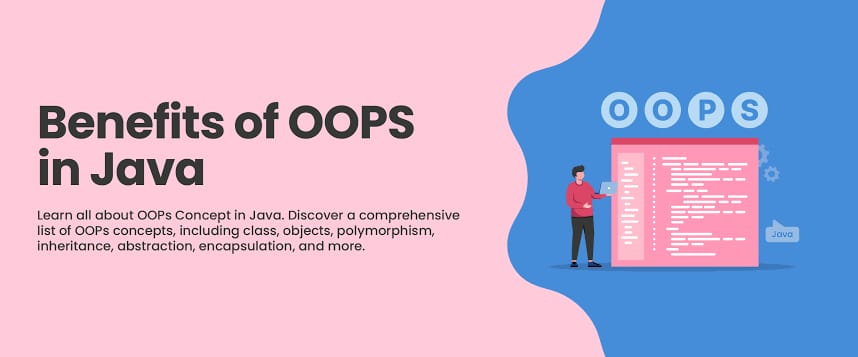 Benefits of OOPS
in Java
Learn all about OOPs Concept in Java. Discover a comprehensive
list of OOPs concepts, including class, objects, polymorphism,
inheritance, abstraction, encapsulation, and more.
O O P S
Java